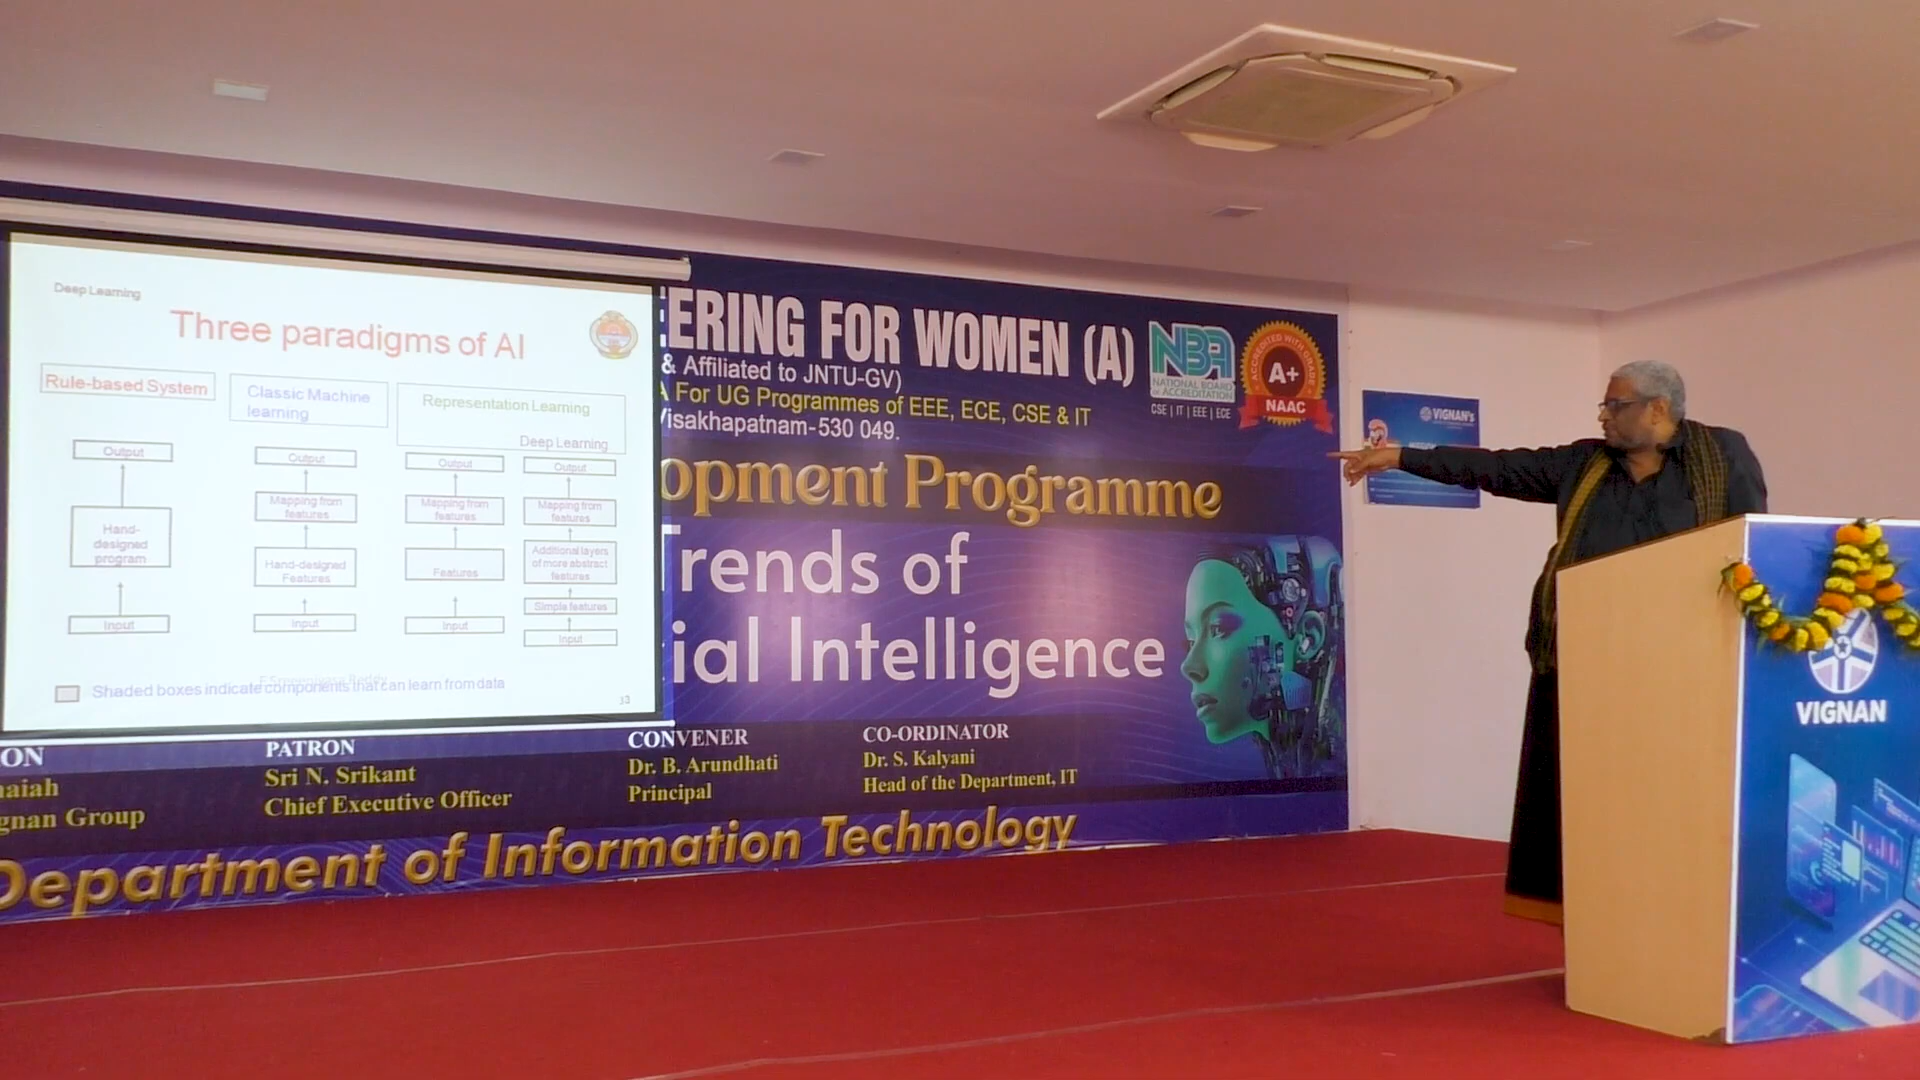 Deep Learning
Three paradigms of AI
Rule-based System
Classic Machine
learning
Representation Learning
Deep Learning
Output
Hand-
designed
program
Input
Output
Mapping from
features
Hand-designed
Features
Input
Output
Mapping from
features
Features
Input
Output
Mapping from
features
Additional layers
of more abstract
features
Simple features
Input
Shaded boxes indicate components that can learn from data
13
ERING FOR WOMEN (A)
& Affiliated to JNTU-GV)
A For UG Programmes of EEE, ECE, CSE & IT
Visakhapatnam-530 049.
NBA
NATIONAL BOARD
OF ACCREDITATION
CSE | IT | EEE | ECE
ACCREDITED WITH GRADE
A+
NAAC
opment Programme
Trends of
ial Intelligence
ON
aiah
gnan Group
PATRON
Sri N. Srikant
Chief Executive Officer
CONVENER
Dr. B. Arundhati
Principal
CO-ORDINATOR
Dr. S. Kalyani
Head of the Department, IT
Department of Information Technology
VIGNAN's
VIGNAN